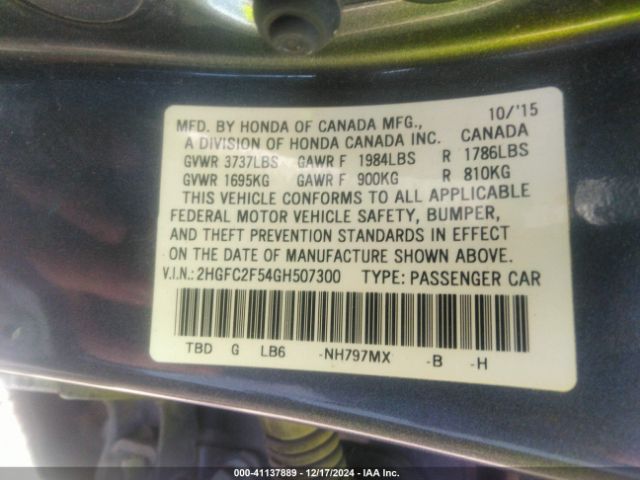 10/'15
MFD. BY HONDA OF CANADA MFG.,
A DIVISION OF HONDA CANADA INC. CANADA
GVWR 3737LBS GAWR F 1984LBS R 1786LBS
GVWR 1695KG GAWR F 900KG R 810KG
THIS VEHICLE CONFORMS TO ALL APPLICABLE
FEDERAL MOTOR VEHICLE SAFETY, BUMPER,
AND THEFT PREVENTION STANDARDS IN EFFECT
ON THE DATE OF MANUFACTURE SHOWN ABOVE.
V.I.N.: 2HGFC2F54GH507300 TYPE: PASSENGER CAR
TBD G LB6 -NH797MX -B -H
000-41137889 | 12/17/2024 - IAA Inc.